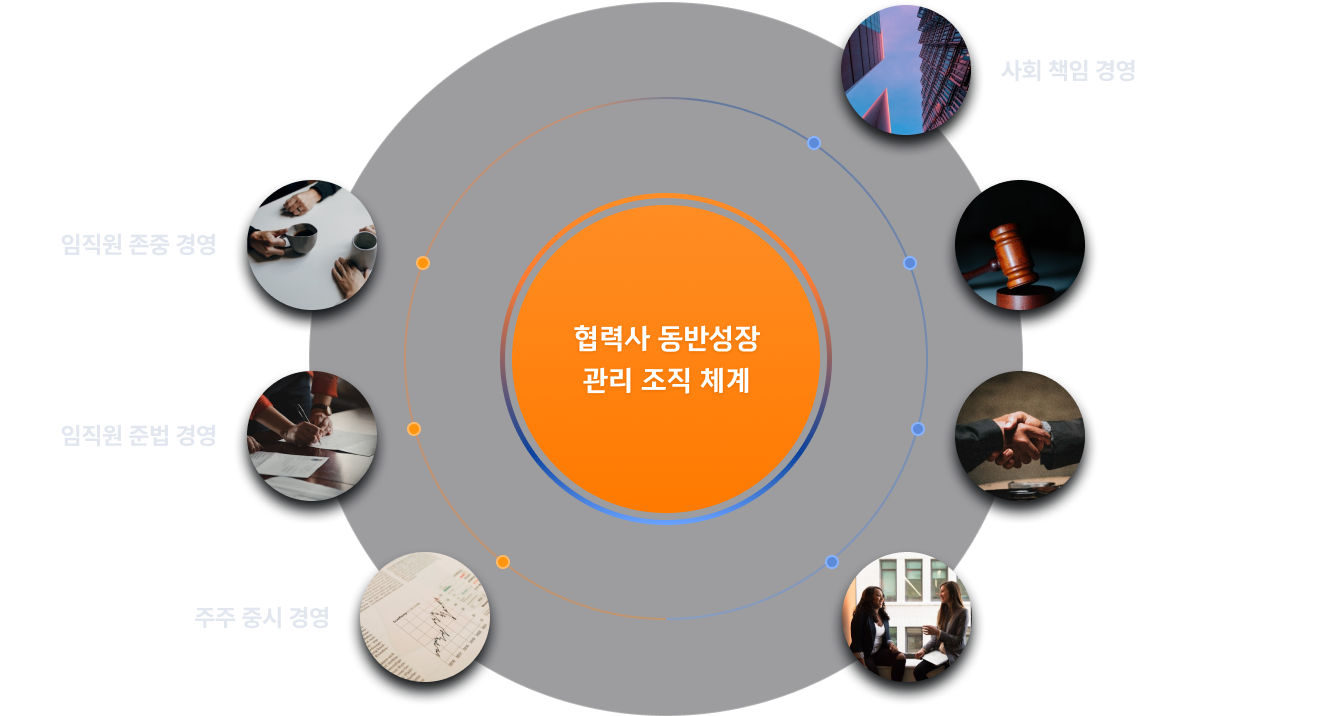 사회 책임 경영
임직원 존중 경영
협력사 동반성장
관리 조직 체계
임직원 준법 경영
주주 중시 경영